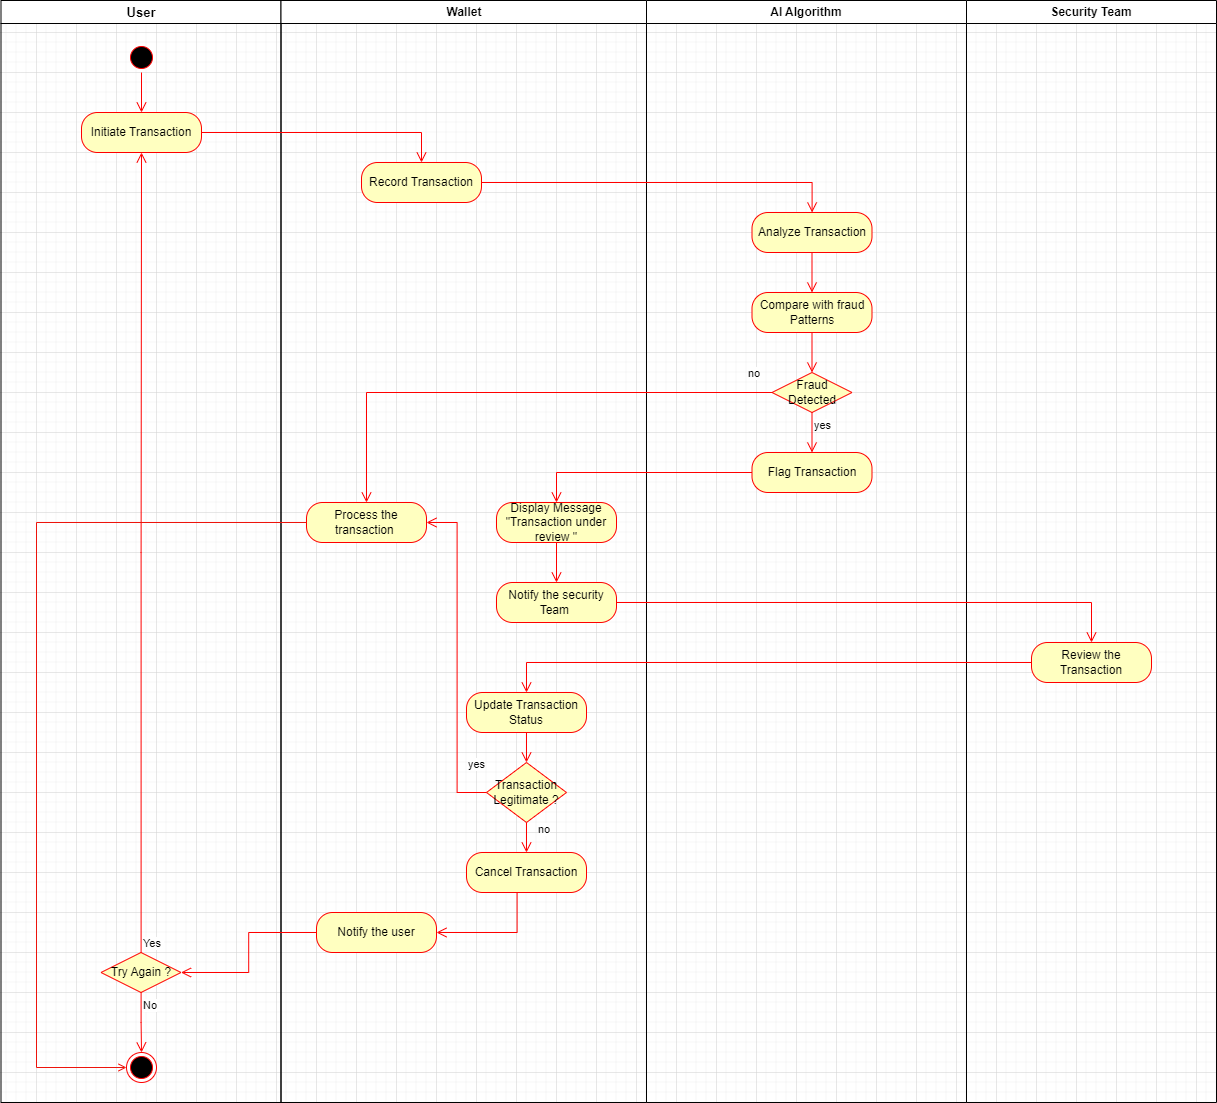 User
Wallet
AI Algorithm
Security Team
Initiate Transaction
Record Transaction
Analyze Transaction
Compare with fraud
Patterns
no
Fraud
Detected
yes
Flag Transaction
Process the
transaction
Display Message
"Transaction under
review "
Notify the security
Team
Review the
Transaction
Update Transaction
Status
yes
Transaction
Legitimate ?
no
Cancel Transaction
Notify the user
Yes
Try Again ?
No